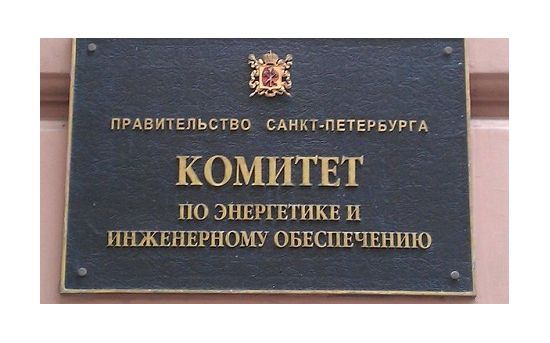 ПРАВИТЕЛЬСТВО САНКТ-ПЕТЕРБУРГА
КОМИТЕТ
ПО ЭНЕРГЕТИКЕ И
ИНЖЕНЕРНОМУ ОБЕСПЕЧЕНИЮ